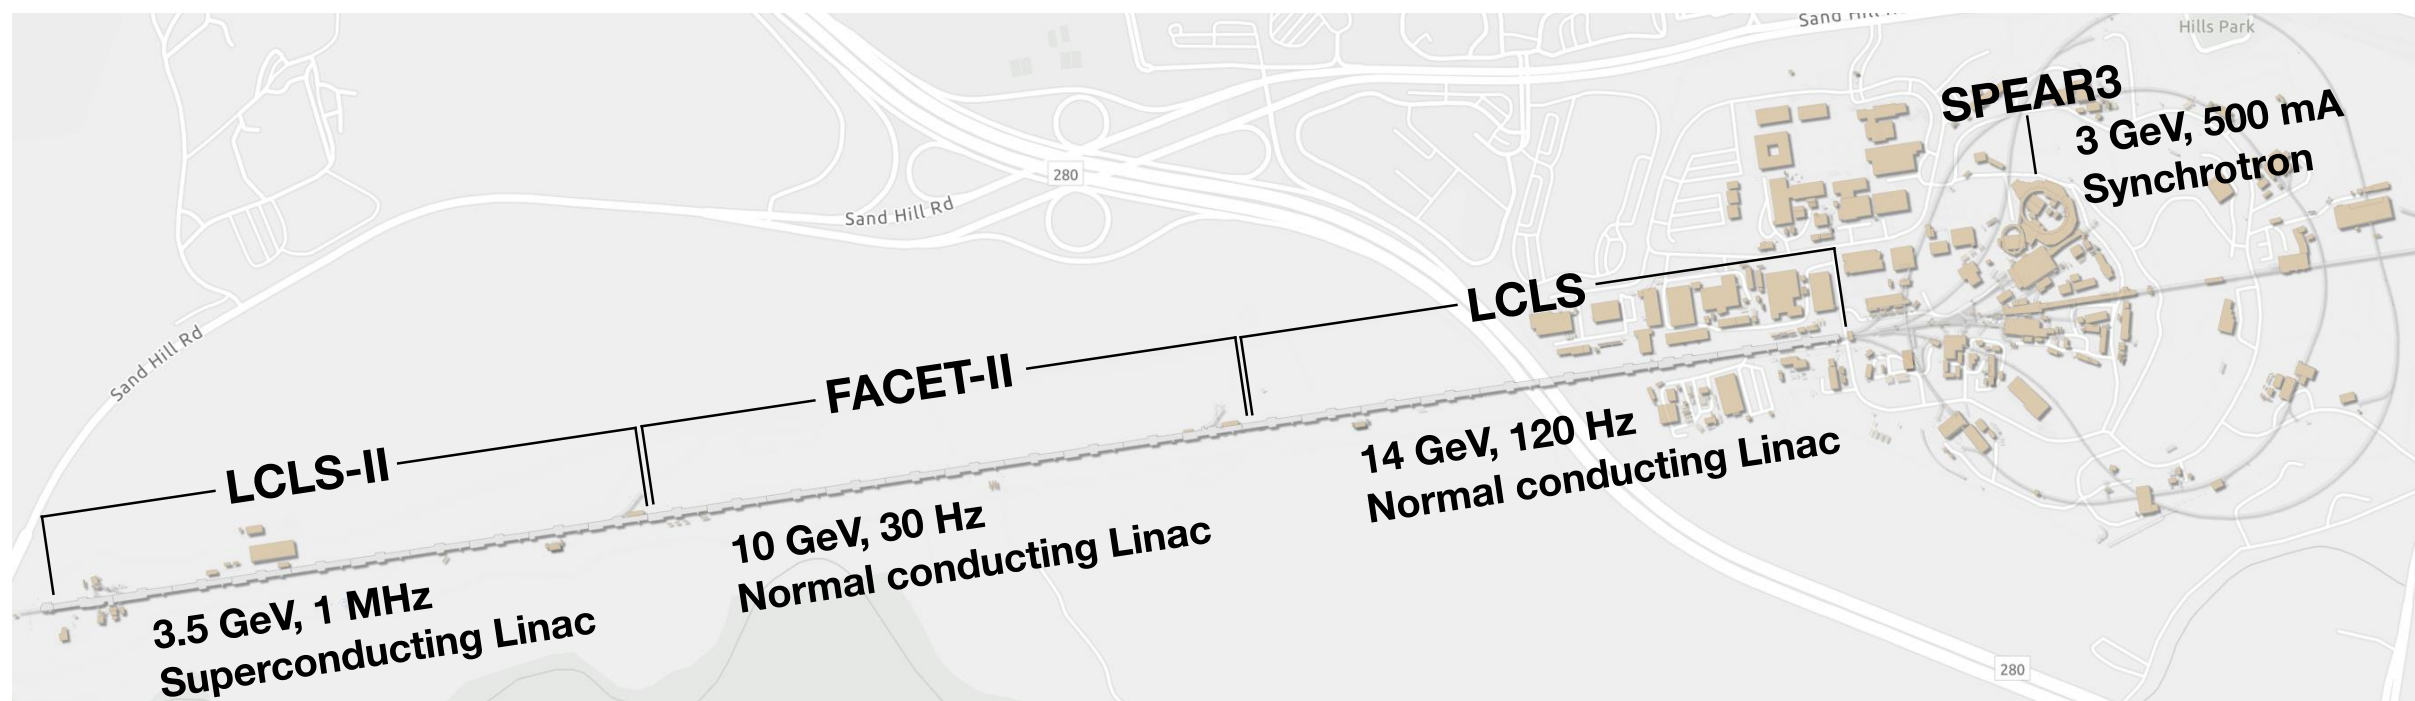 Sand Hill R
Hills Park
SPEAR3
3 GeV, 500 mA
Synchrotron
280
Sand Hill Rd
LCLS
Sand Hill Rd
FACET-II
14 GeV, 120 Hz
Normal conducting Linac
LCLS-II
10 GeV, 30 Hz
Normal conducting Linac
3.5 GeV, 1 MHz
Superconducting Linac
280